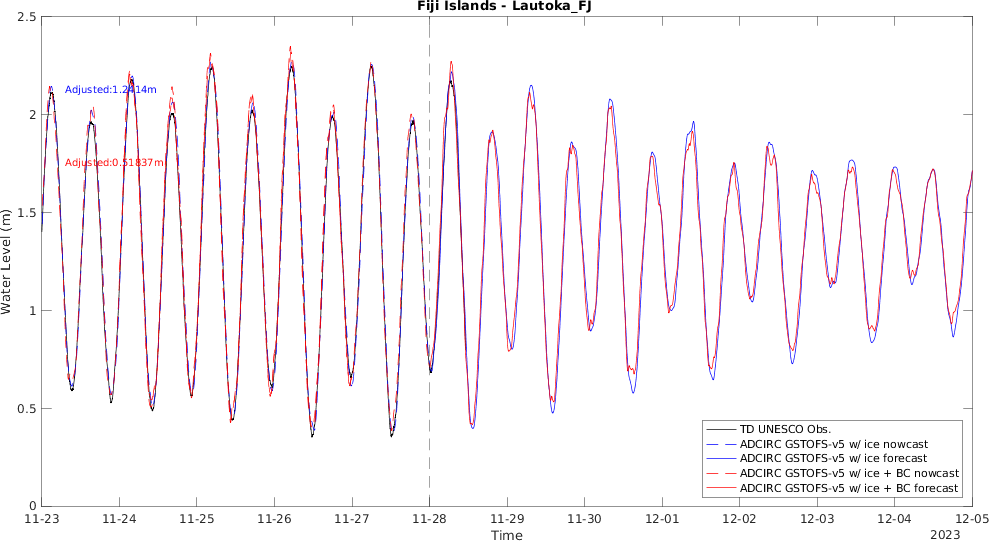 Fiji Islands - Lautoka_FJ
2.5
2
1.5
1
0.5
0
Water Level (m)
Adjusted:1.2414m
Adjusted:0.51837m
TD UNESCO Obs.
ADCIRC GSTOFS-v5 w/ ice nowcast
ADCIRC GSTOFS-v5 w/ ice forecast
ADCIRC GSTOFS-v5 w/ ice + BC nowcast
ADCIRC GSTOFS-v5 w/ ice + BC forecast
11-23 11-24 11-25 11-26 11-27 11-28 11-29 11-30 12-01 12-02 12-03 12-04 12-05
Time
2023